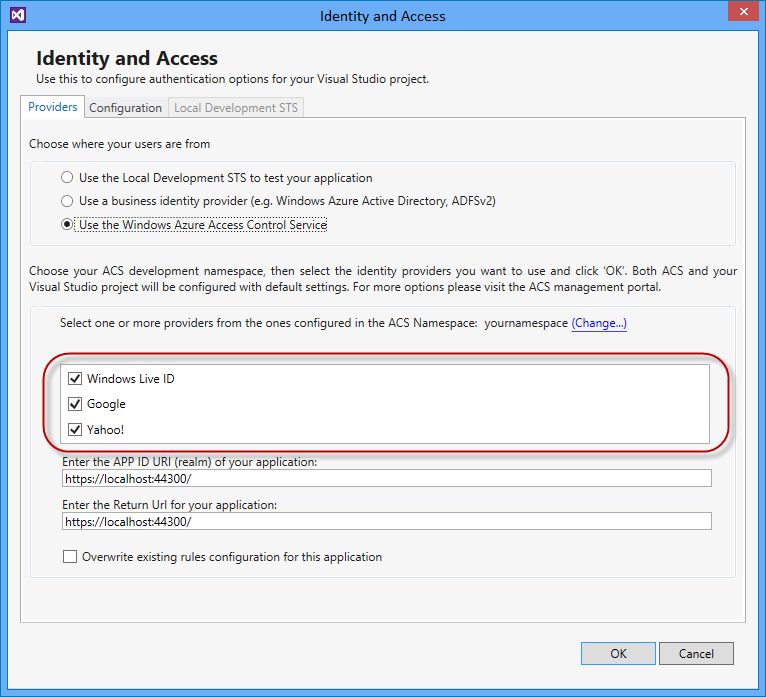 Identity and Access
Identity and Access
Use this to configure authentication options for your Visual Studio project.
Providers Configuration Local Development STS
Choose where your users are from
Use the Local Development STS to test your application
Use a business identity provider (e.g. Windows Azure Active Directory, ADFSv2)
Use the Windows Azure Access Control Service
Choose your ACS development namespace, then select the identity providers you want to use and click ‘OK’. Both ACS and your
Visual Studio project will be configured with default settings. For more options please visit the ACS management portal.
Select one or more providers from the ones configured in the ACS Namespace: yournamespace (Change...)
Windows Live ID
Google
Yahoo!
Enter the APP ID URI (realm) of your application:
https://localhost:44300/
Enter the Return Url for your application:
https://localhost:44300/
Overwrite existing rules configuration for this application
OK Cancel